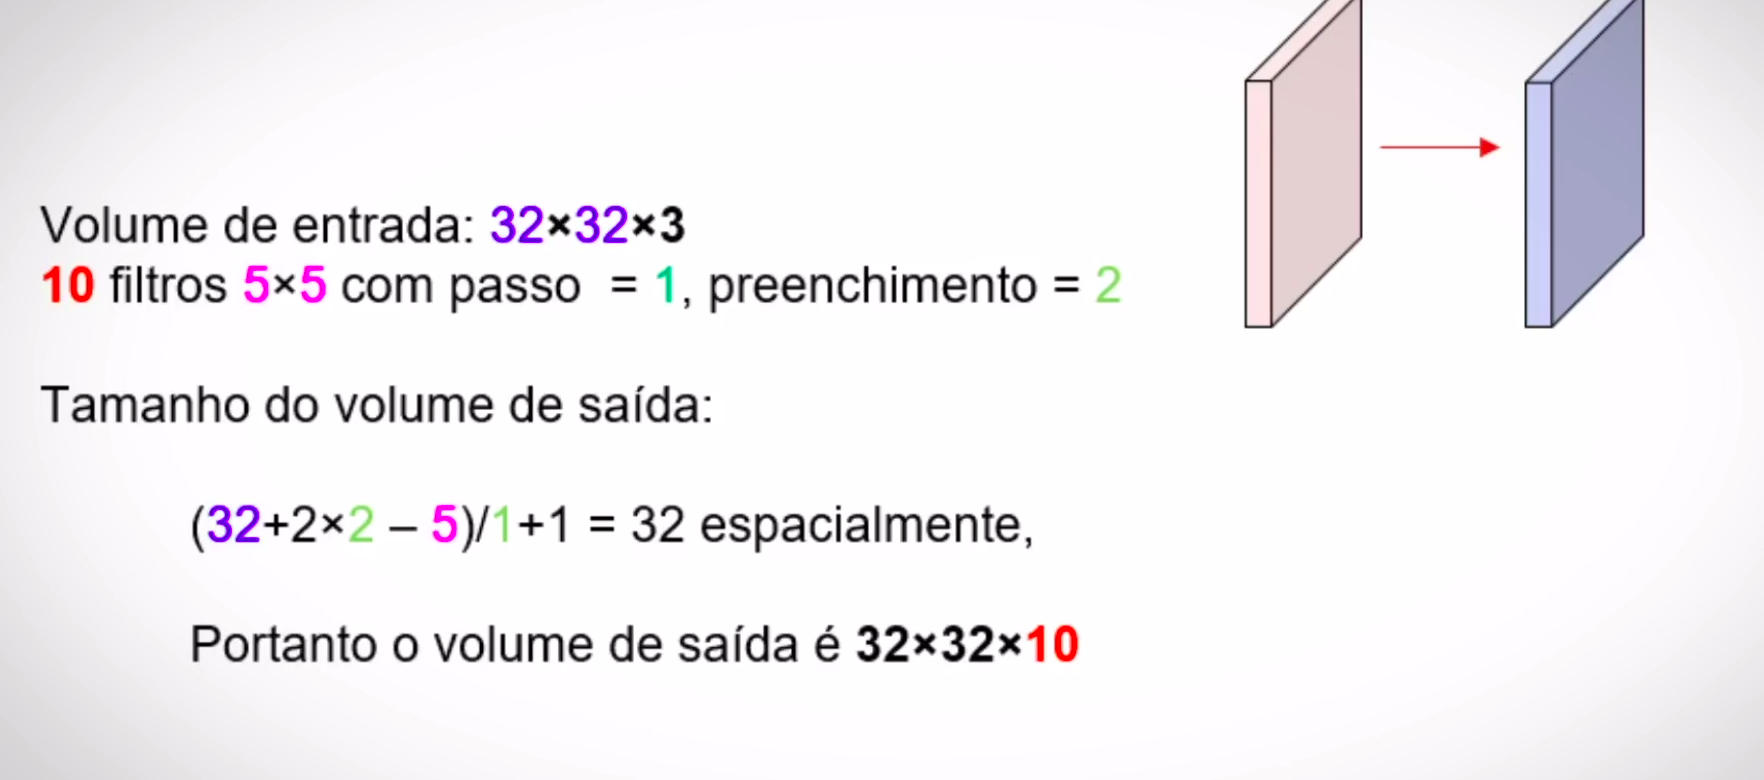 Volume de entrada: 32×32×3
10 filtros 5×5 com passo = 1, preenchimento = 2
Tamanho do volume de saída:
(32+2×2 – 5)/1+1 = 32 espacialmente,
Portanto o volume de saída é 32×32×10